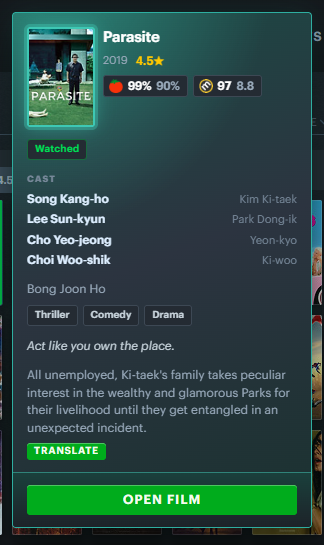 Parasite
2019 4.5★
99% 90% 97 8.8
PARASITE
Watched
CAST
Song Kang-ho Kim Ki-taek
Lee Sun-kyun Park Dong-ik
Cho Yeo-jeong Yeon-kyo
Choi Woo-shik Ki-woo
Bong Joon Ho
Thriller Comedy Drama
Act like you own the place.
All unemployed, Ki-taek's family takes peculiar
interest in the wealthy and glamorous Parks for
their livelihood until they get entangled in an
unexpected incident.
TRANSLATE
OPEN FILM